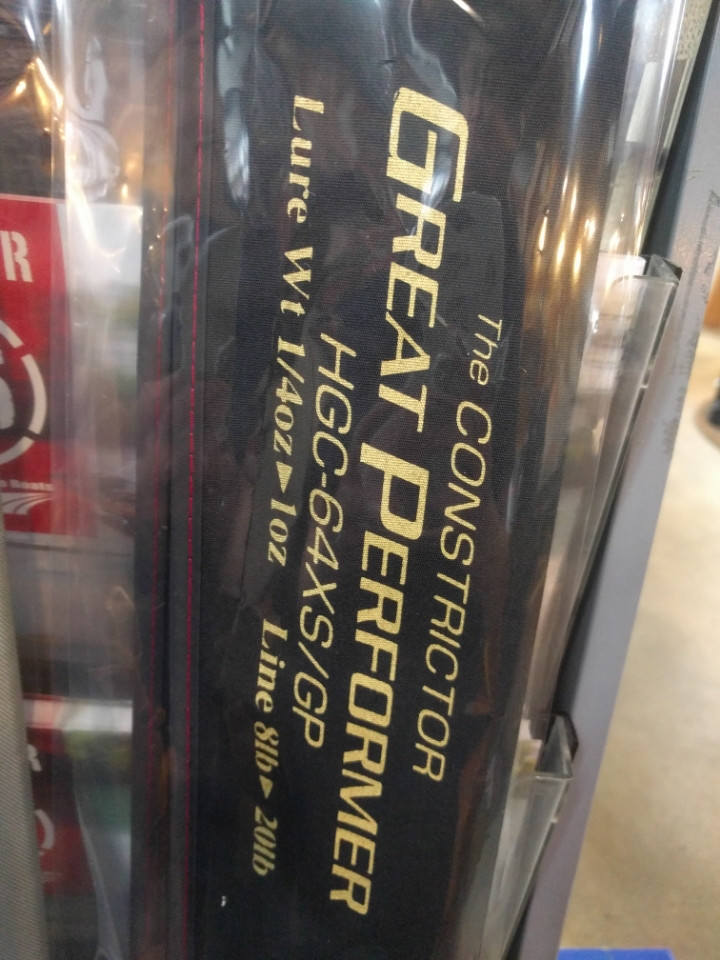 The CONSTRICTOR
GREAT PERFORMER
HGC-64XS/GP
Lure Wt 1/4oz▶1oz Line 8lb▶20lb
R
R